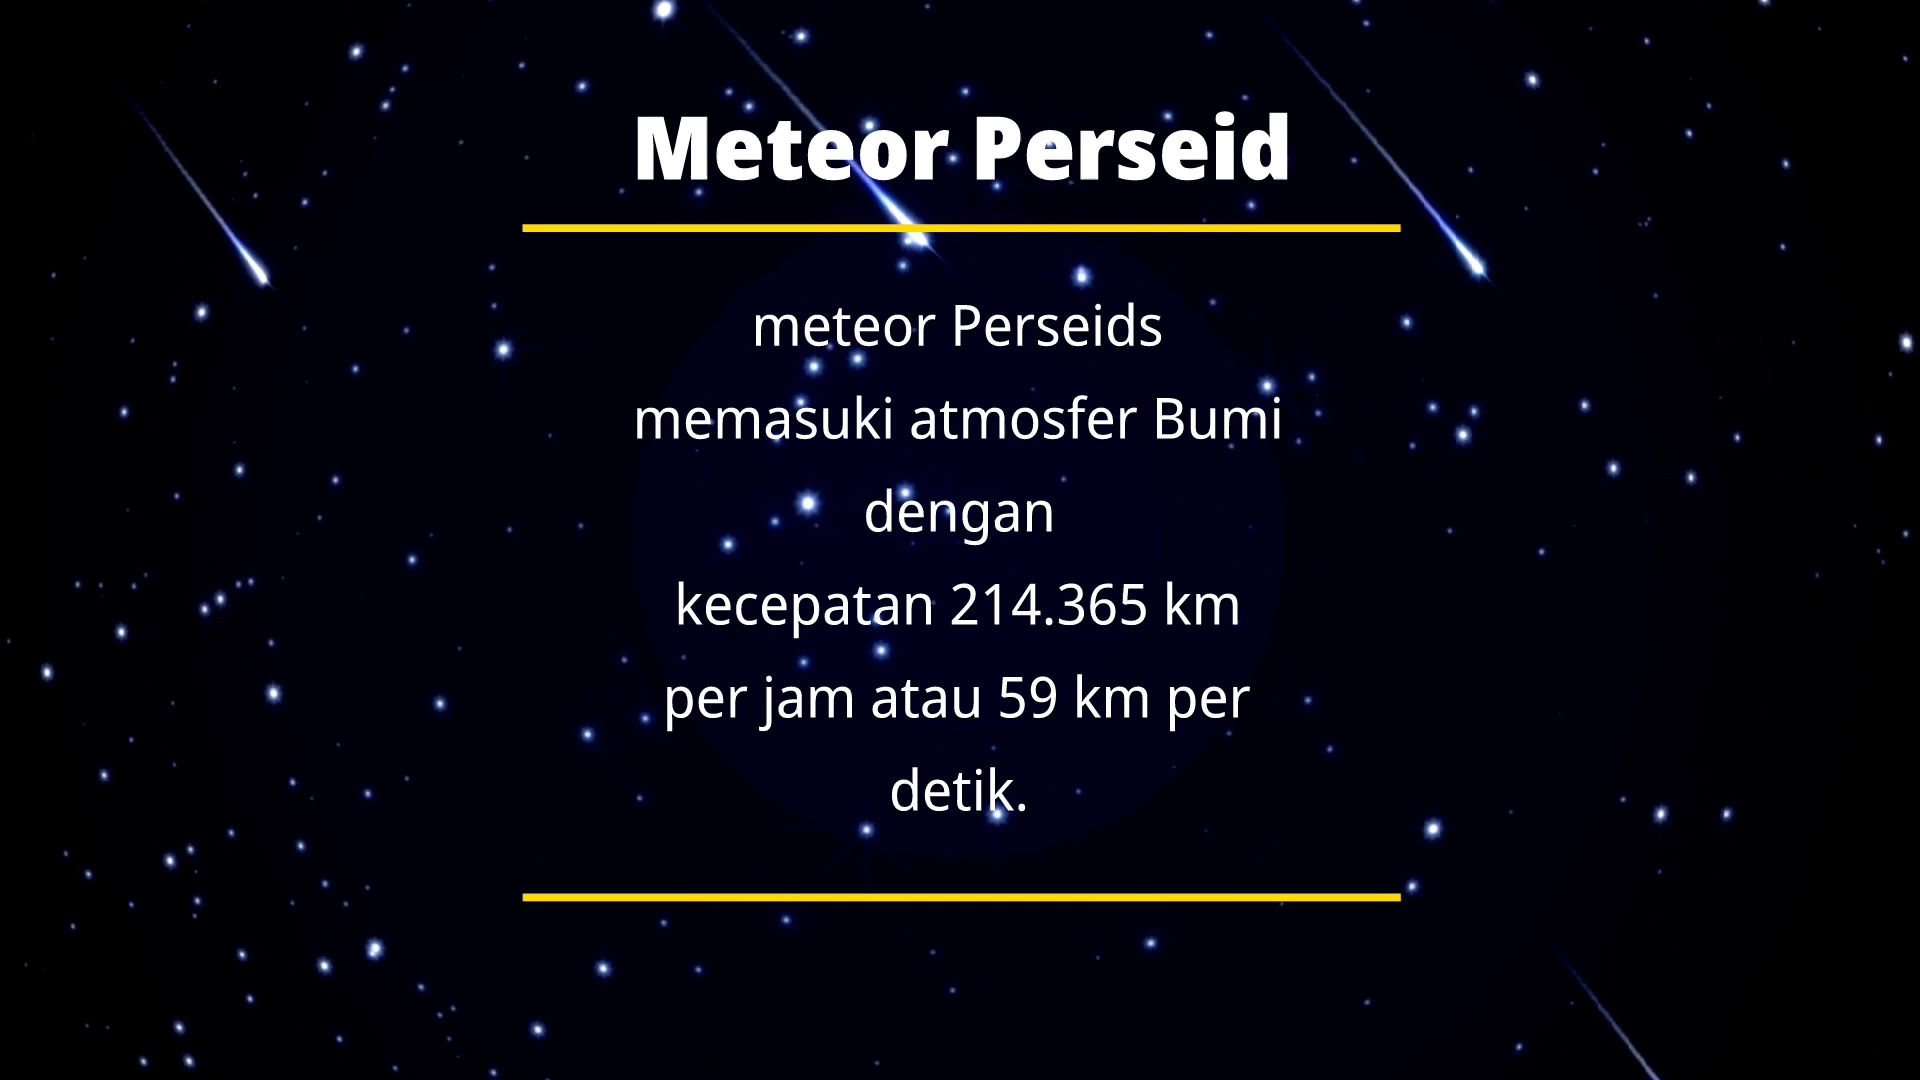 Meteor Perseid
meteor Perseids
memasuki atmosfer Bumi
dengan
kecepatan 214.365 km
per jam atau 59 km per
detik.